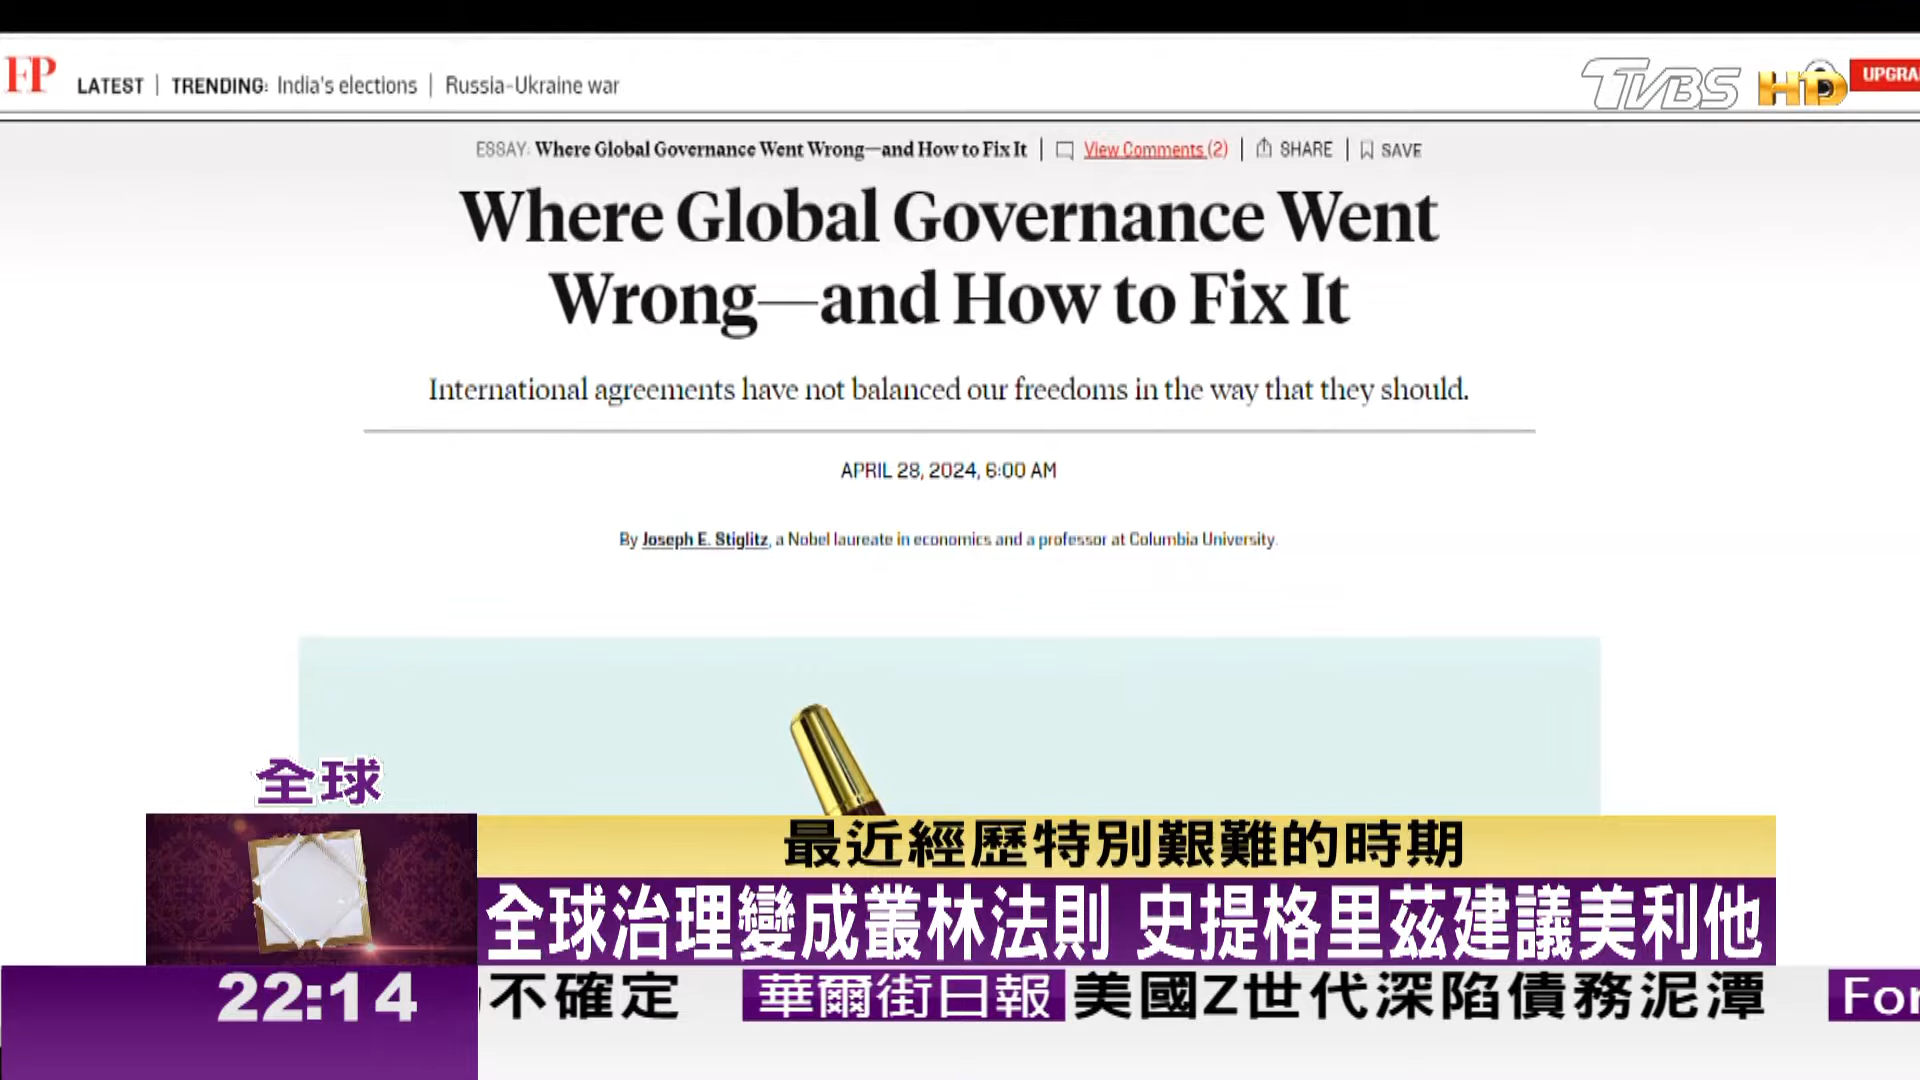 FP LATEST | TRENDING: India's elections | Russia-Ukraine war
TVBS HD
UPGRA
ESSAY: Where Global Governance Went Wrong—and How to Fix It | View Comments (2) | SHARE | SAVE
Where Global Governance Went
Wrong—and How to Fix It
International agreements have not balanced our freedoms in the way that they should.
APRIL 28, 2024, 6:00 AM
By Joseph E. Stiglitz, a Nobel laureate in economics and a professor at Columbia University.
全球
最近經歷特別艱難的時期
全球治理變成叢林法則 史提格里茲建議美利他
22:14
不確定 華爾街日報 美國Z世代深陷債務泥潭 For